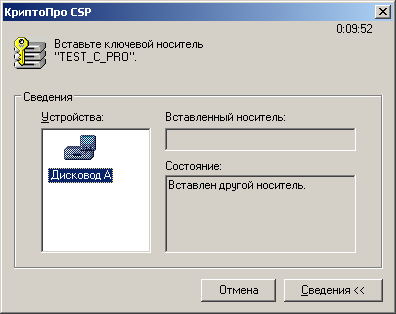 КриптоПро CSP
0:09:52
Вставьте ключевой носитель
"TEST_C_PRO".
Сведения
Устройства:
Вставленный носитель:
Дисковод A
Состояние:
Вставлен другой носитель.
Отмена
Сведения <<